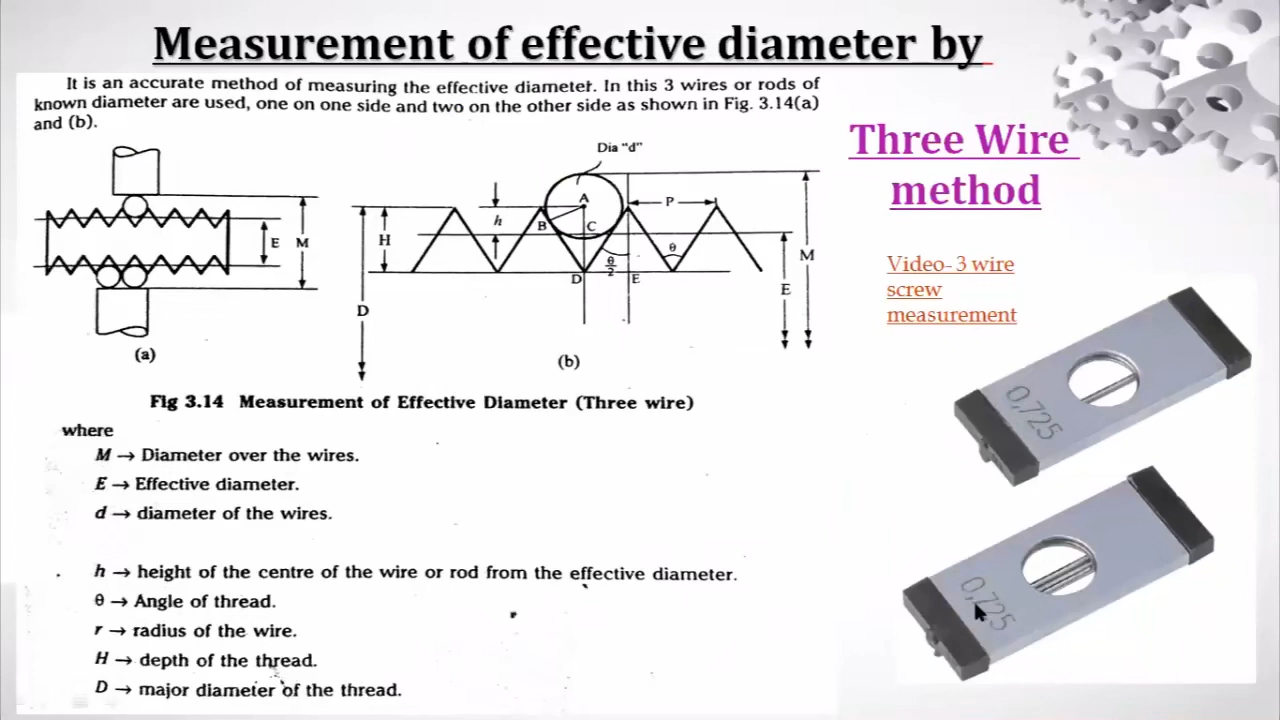 Measurement of effective diameter by
It is an accurate method of measuring the effective diameter. In this 3 wires or rods of
known diameter are used, one on one side and two on the other side as shown in Fig. 3.14(a)
and (b).
Three Wire
method
Video- 3 wire
screw
measurement
E
M
(a)
Dia "d"
A
B
C
h
H
P
θ
θ/2
D
E
D
E
M
(b)
Fig 3.14 Measurement of Effective Diameter (Three wire)
where
M → Diameter over the wires.
E → Effective diameter.
d → diameter of the wires.
h → height of the centre of the wire or rod from the effective diameter.
θ → Angle of thread.
r → radius of the wire.
H → depth of the thread.
D → major diameter of the thread.
0,725
0,725